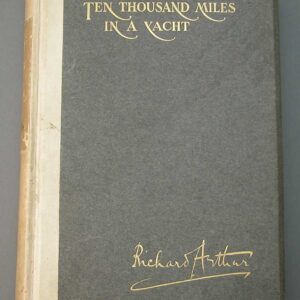 TEN THOUSAND MILES
IN A YACHT
Richard Arthur